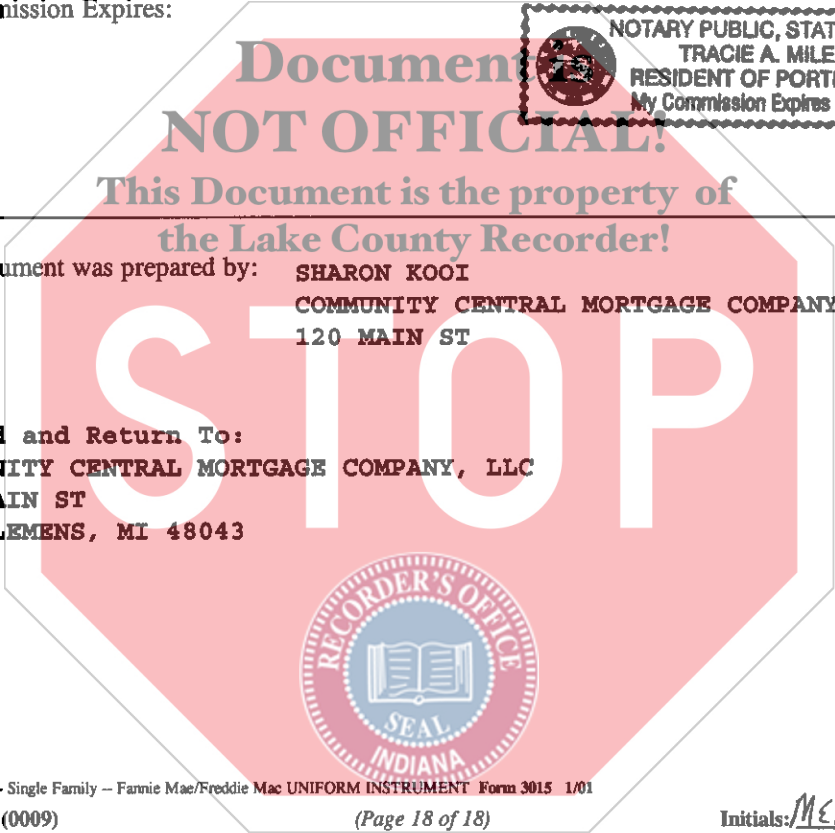 mission Expires:
NOTARY PUBLIC, STAT
TRACIE A. MILE
RESIDENT OF PORT
My Commission Expires
Document
NOT OFFICIAL!
This Document is the property of
the Lake County Recorder!
ument was prepared by: SHARON KOOI
COMMUNITY CENTRAL MORTGAGE COMPANY
120 MAIN ST
STOP
and Return To:
NITY CENTRAL MORTGAGE COMPANY, LLC
AIN ST
LEMENS, MI 48043
RECORDER'S OFFICE
SEAL
INDIANA
- Single Family -- Fannie Mae/Freddie Mac UNIFORM INSTRUMENT Form 3015 1/01
(0009) (Page 18 of 18) Initials: ME